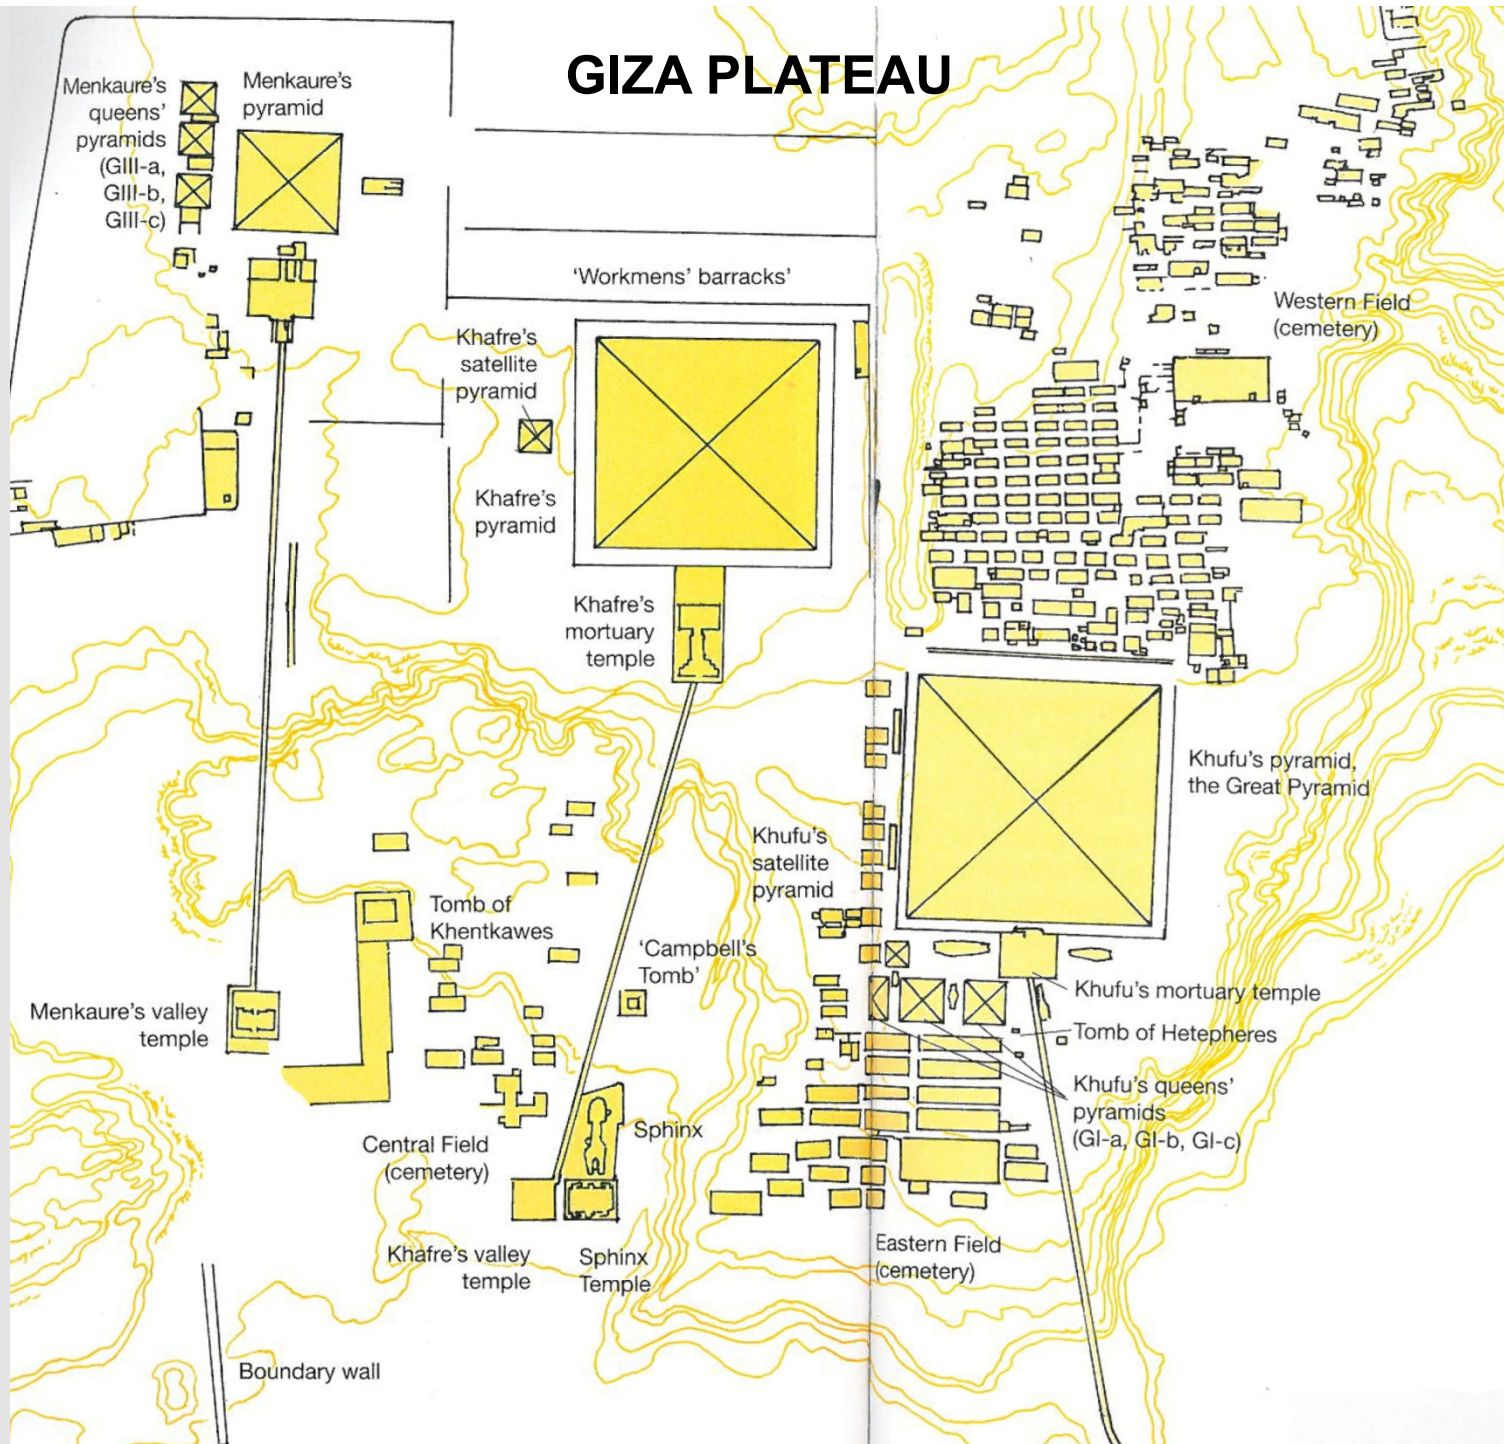 GIZA PLATEAU
Menkaure's
queens'
pyramids
(GIII-a,
GIII-b,
GIII-c)
Menkaure's
pyramid
'Workmens' barracks'
Western Field
(cemetery)
Khafre's
satellite
pyramid
Khafre's
pyramid
Khafre's
mortuary
temple
Khufu's pyramid,
the Great Pyramid
Khufu's
satellite
pyramid
Tomb of
Khentkawes
'Campbell's
Tomb'
Menkaure's valley
temple
Khufu's mortuary temple
Tomb of Hetepheres
Khufu's queens'
pyramids
(GI-a, GI-b, GI-c)
Central Field
(cemetery)
Sphinx
Khafre's valley
temple
Sphinx
Temple
Eastern Field
(cemetery)
Boundary wall